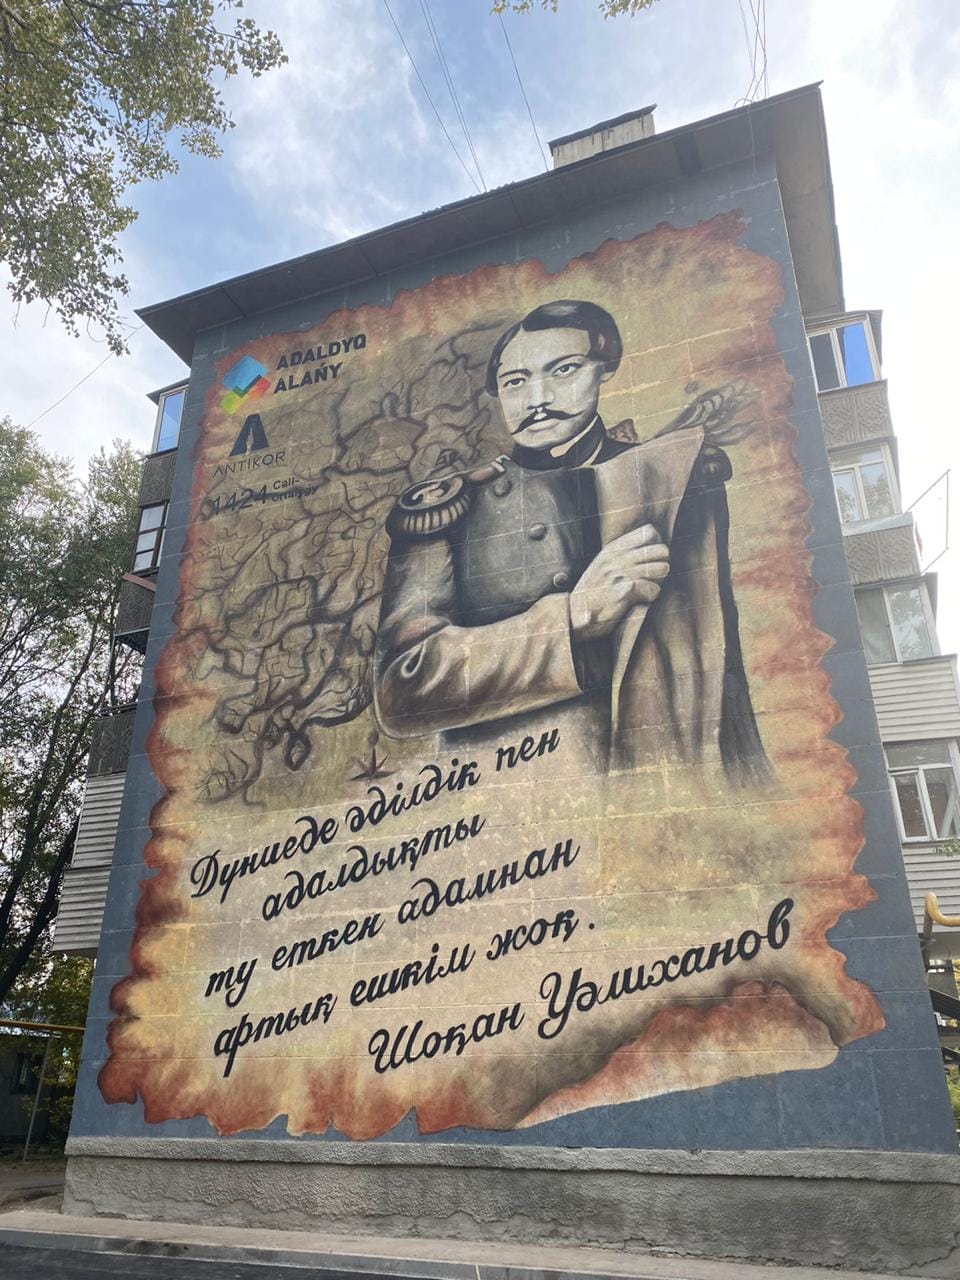 ADALDYQ
ALAŃY
ANTIKOR
1424 Call-
ortalyǵy
Дүниеде әділдік пен
адалдықты
ту еткен адамнан
артық ешкім жоқ.
Шоқан Уәлиханов